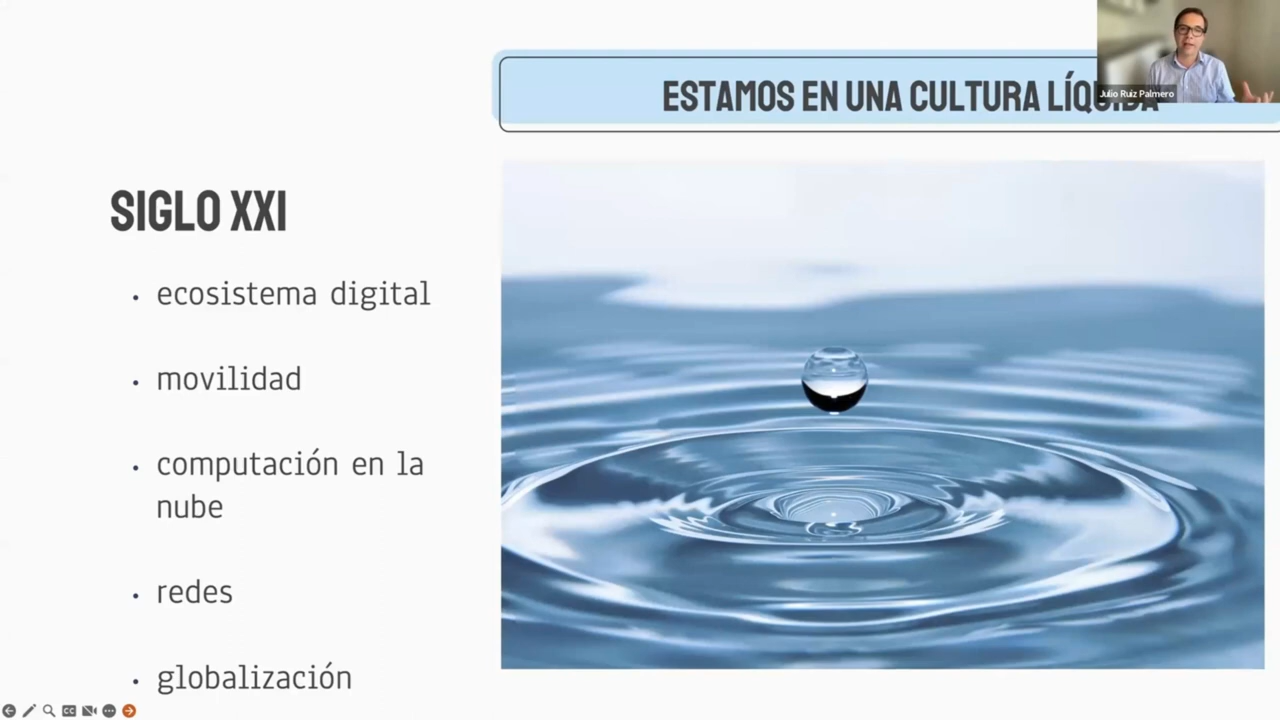 ESTAMOS EN UNA CULTURA LÍQUIDA
Julio Ruiz Palmero
SIGLO XXI
• ecosistema digital
• movilidad
• computación en la
nube
• redes
• globalización
CC